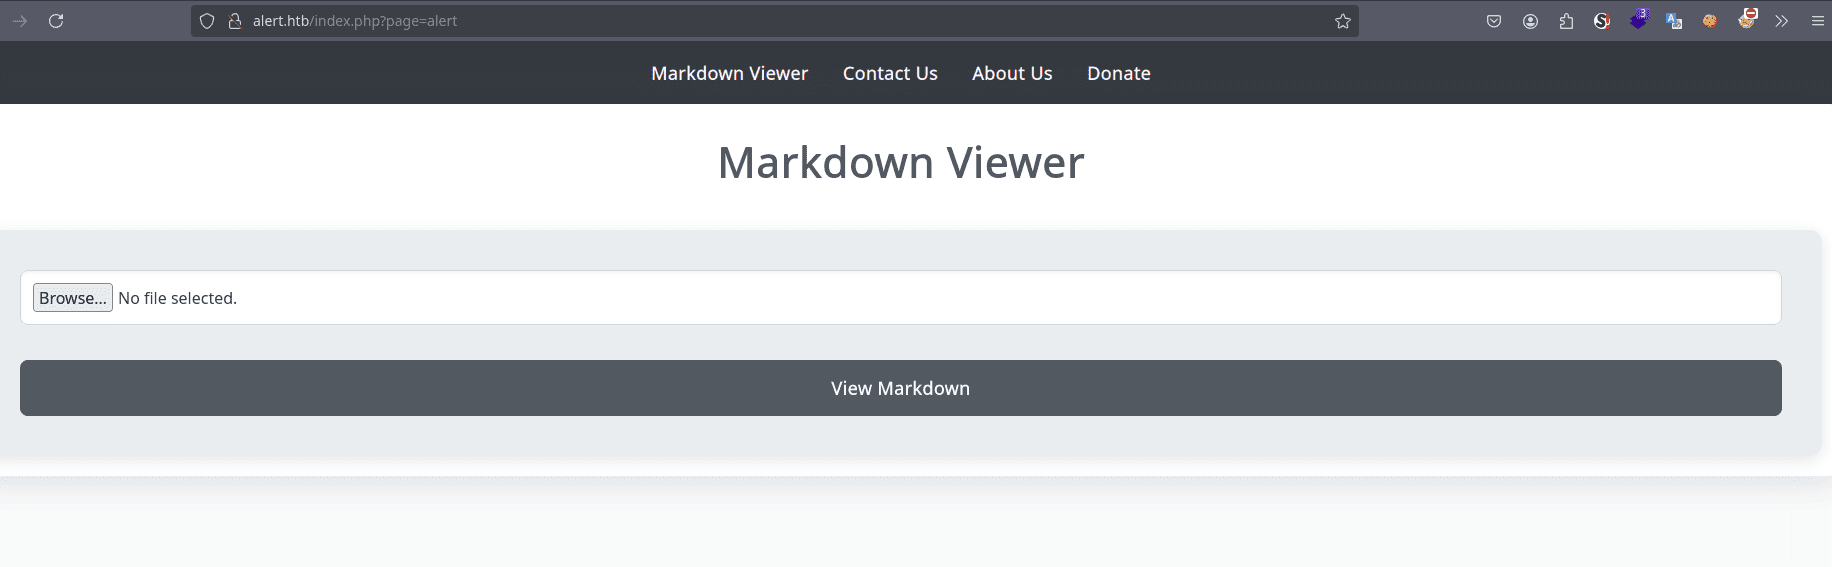 alert.htb/index.php?page=alert
3
Markdown Viewer Contact Us About Us Donate
Markdown Viewer
Browse... No file selected.
View Markdown